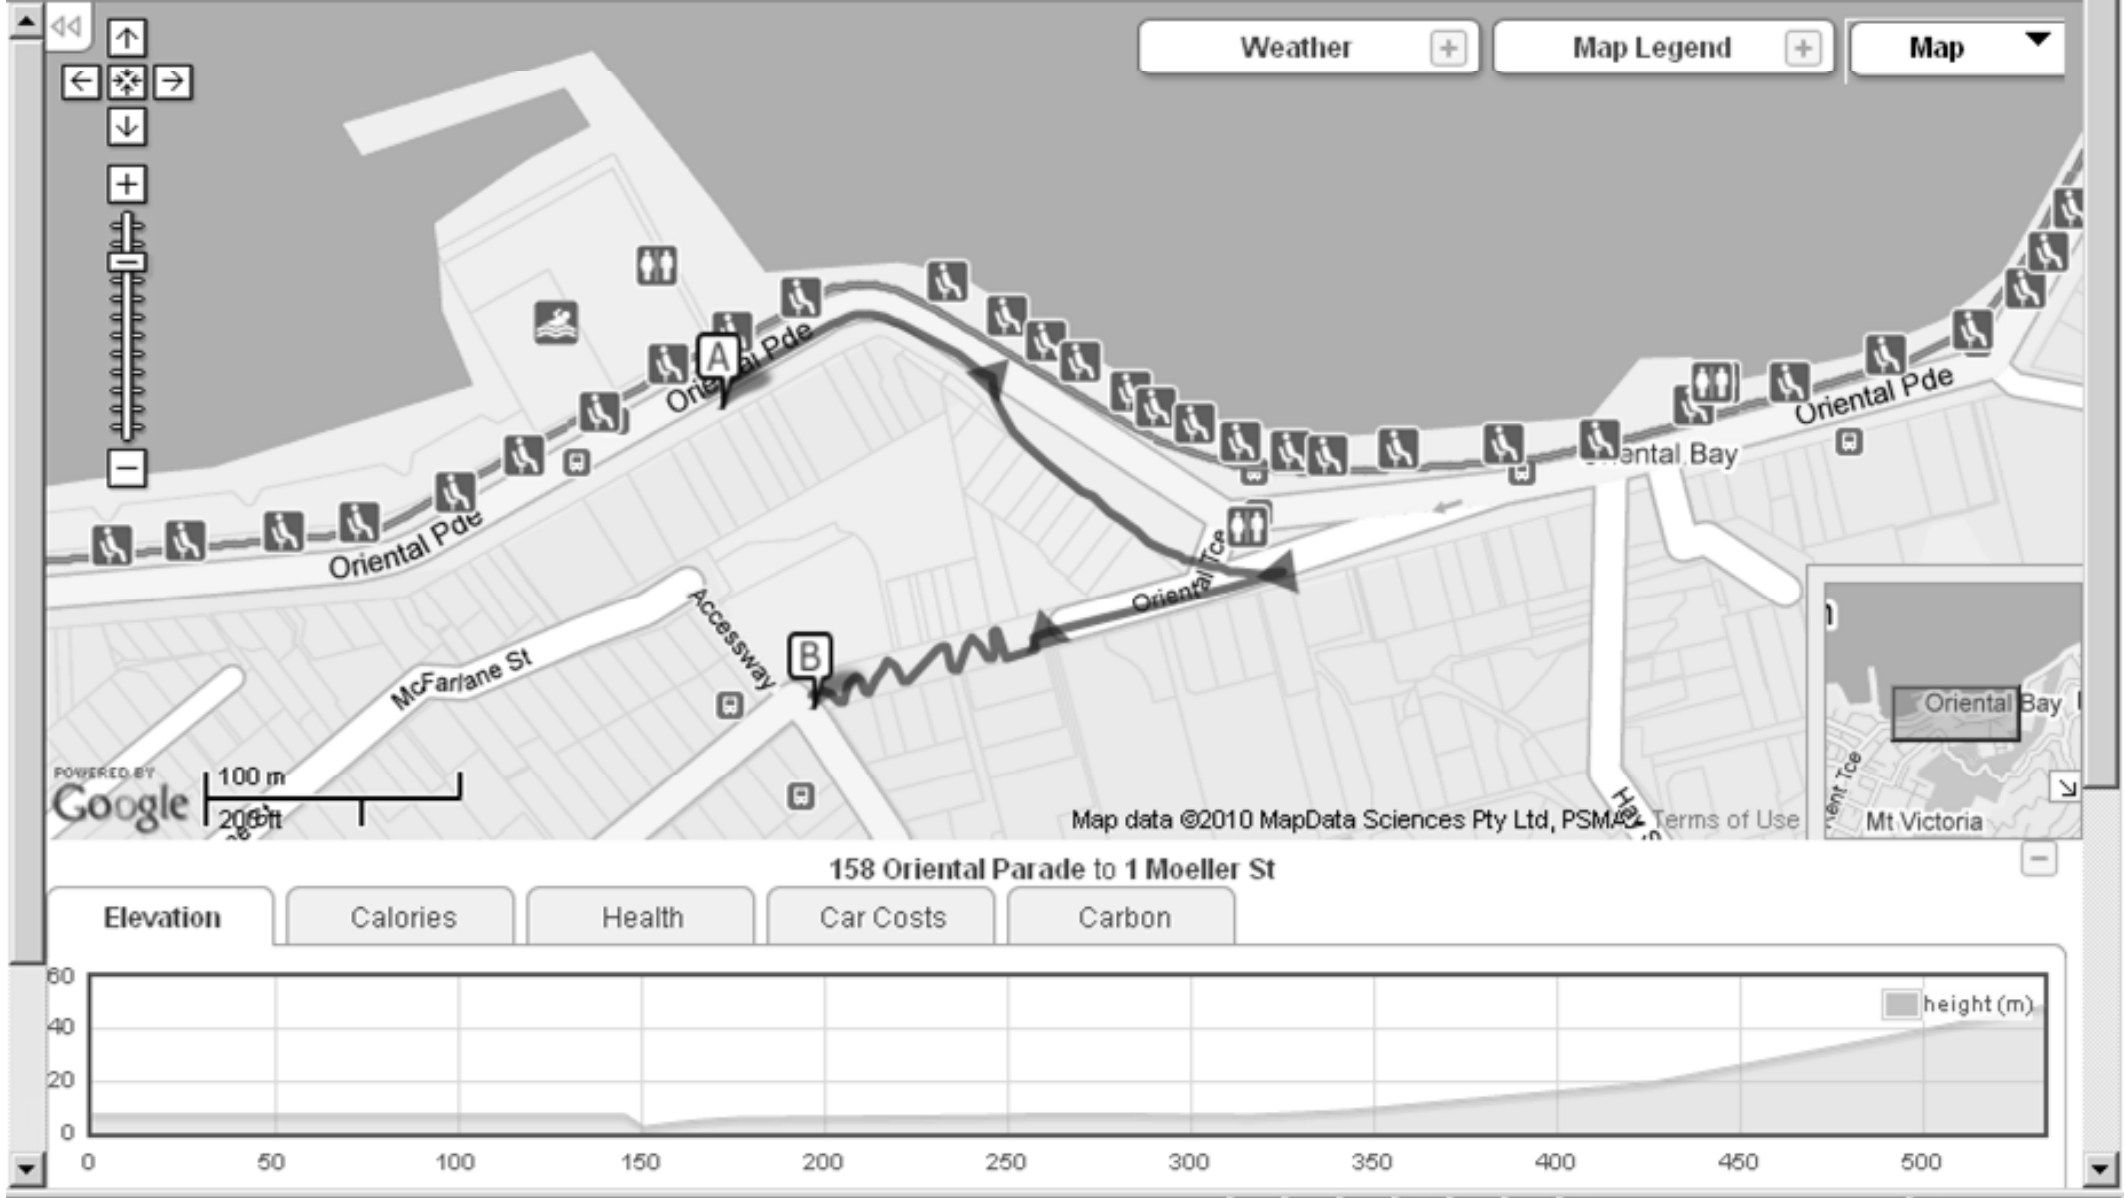 Weather
Map Legend
Map
A
Oriental Pde
Oriental Pde
Oriental Pde
Oriental Bay
Oriental Tce
Accessway
McFarlane St
B
Oriental Bay
Mt Victoria
POWERED BY
Google
100 m
200 ft
Map data ©2010 MapData Sciences Pty Ltd, PSMA
Terms of Use
158 Oriental Parade to 1 Moeller St
Elevation
Calories
Health
Car Costs
Carbon
60
40
20
0
height (m)
0 50 100 150 200 250 300 350 400 450 500